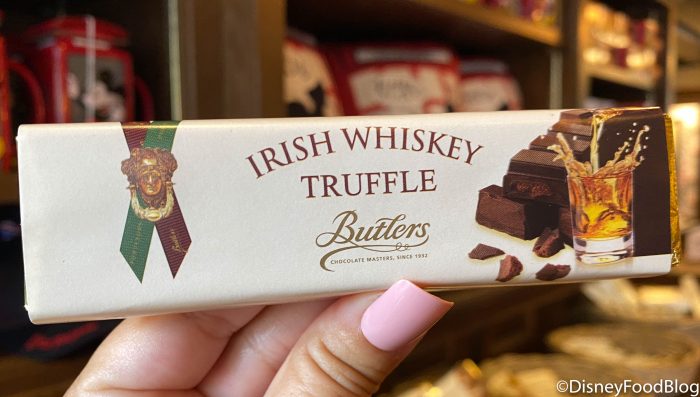 IRISH WHISKEY
TRUFFLE
Butlers
CHOCOLATE MASTERS, SINCE 1932
©DisneyFoodBlog